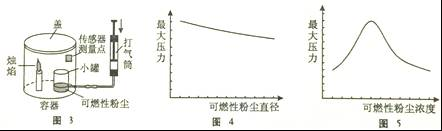 盖
传感器
测量点
打气筒
烛焰
小罐
容器
可燃性粉尘
图 3
最大压力
可燃性粉尘直径
图 4
最大压力
可燃性粉尘浓度
图 5